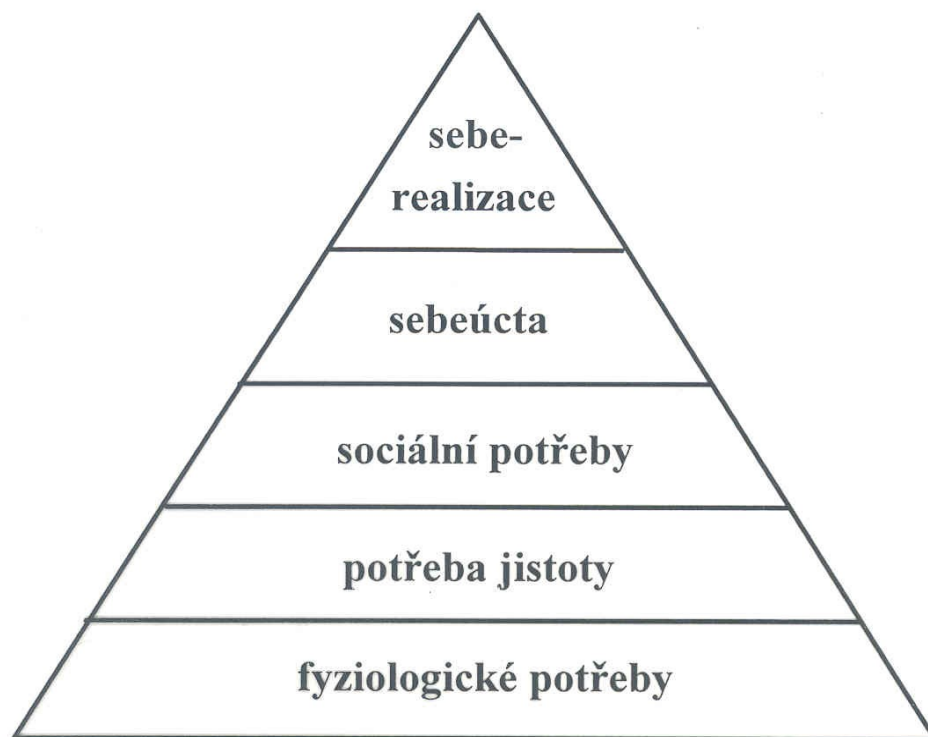 sebe-
realizace
sebeúcta
sociální potřeby
potřeba jistoty
fyziologické potřeby